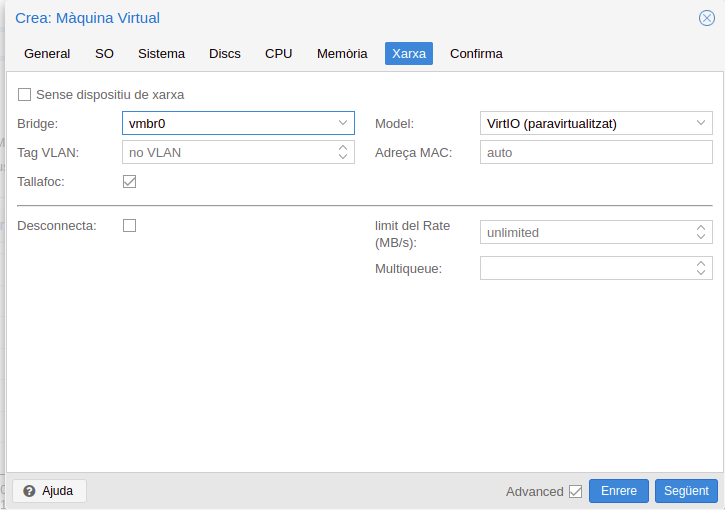 Crea: Màquina Virtual
General SO Sistema Discs CPU Memòria Xarxa Confirma
Sense dispositiu de xarxa
Bridge: vmbr0 Model: VirtIO (paravirtualitzat)
Tag VLAN: no VLAN Adreça MAC: auto
Tallafoc:
Desconnecta: limit del Rate (MB/s): unlimited
Multiqueue:
Ajuda Advanced Enrere Següent